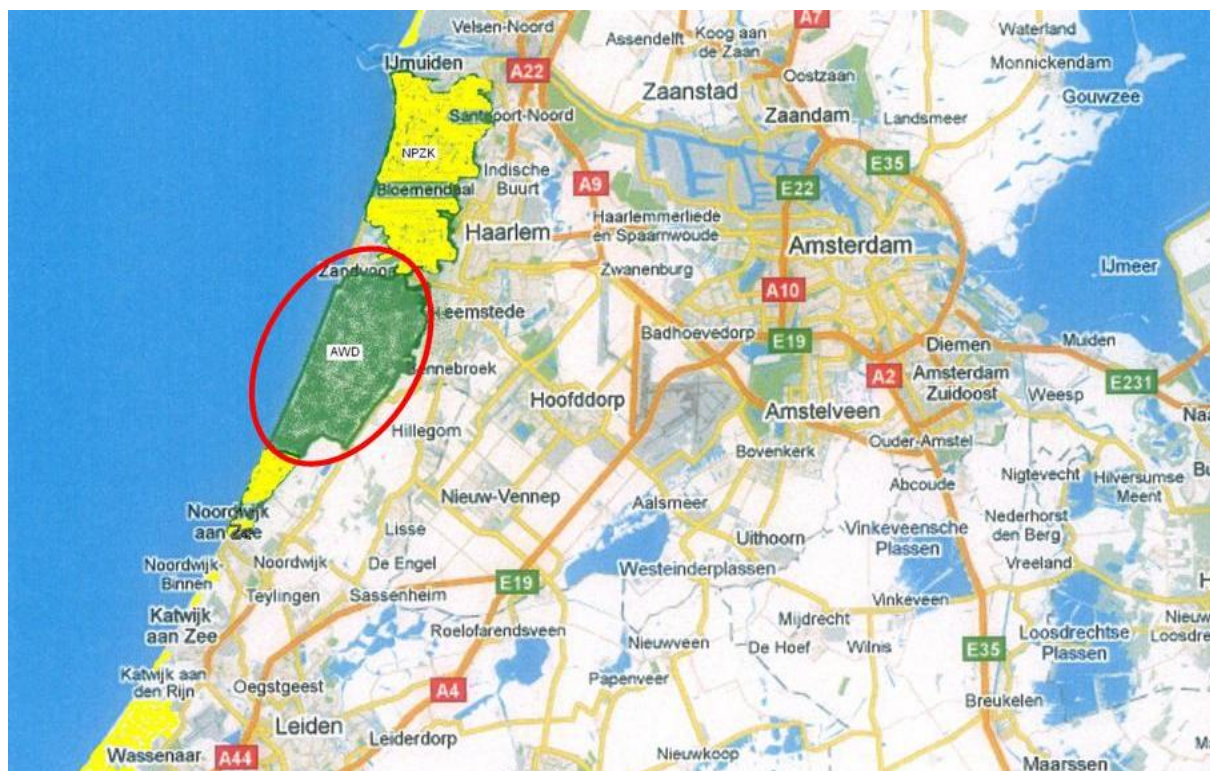 A7
Velsen-Noord
Assendelft
Koog aan
de Zaan
Waterland
Monnickendam
IJmuiden
A22
Oostzaan
Zaanstad
Gouwzee
Santpoort-Noord
Zaandam
Landsmeer
NPZK
Indische
Buurt
E35
Bloemendaal
A9
E22
Haarlem
Haarlemmerliede
en Spaarnwoude
Amsterdam
Zwanenburg
IJmeer
A10
Heemstede
Badhoevedorp
E19
Diemen
Muiden
AWD
Bennebroek
A2
Amsterdam
Zuidoost
E231
Weesp
Hoofddorp
Amstelveen
Hillegom
Ouder-Amstel
Bovenkerk
Nigtevecht
Hilversumse
Meent
Abcoude
Nieuw-Vennep
Aalsmeer
Noordwijk
aan Zee
Lisse
Uithoorn
Vinkeveensche
Plassen
Nederhorst
den Berg
Noordwijk-
Binnen
Noordwijk
De Engel
Westeinderplassen
Vreeland
E19
Teylingen
Sassenheim
Vinkeveen
Katwijk
aan Zee
Roelofarendsveen
Mijdrecht
Nieuwveen
De Hoef
Wilnis
E35
Loosdrechtse
Plassen
Katwijk aan
den Rijn
Oegstgeest
A4
Papenveer
Breukelen
Leiden
Leiderdorp
Wassenaar
A44
Nieuwkoop
Maarssen